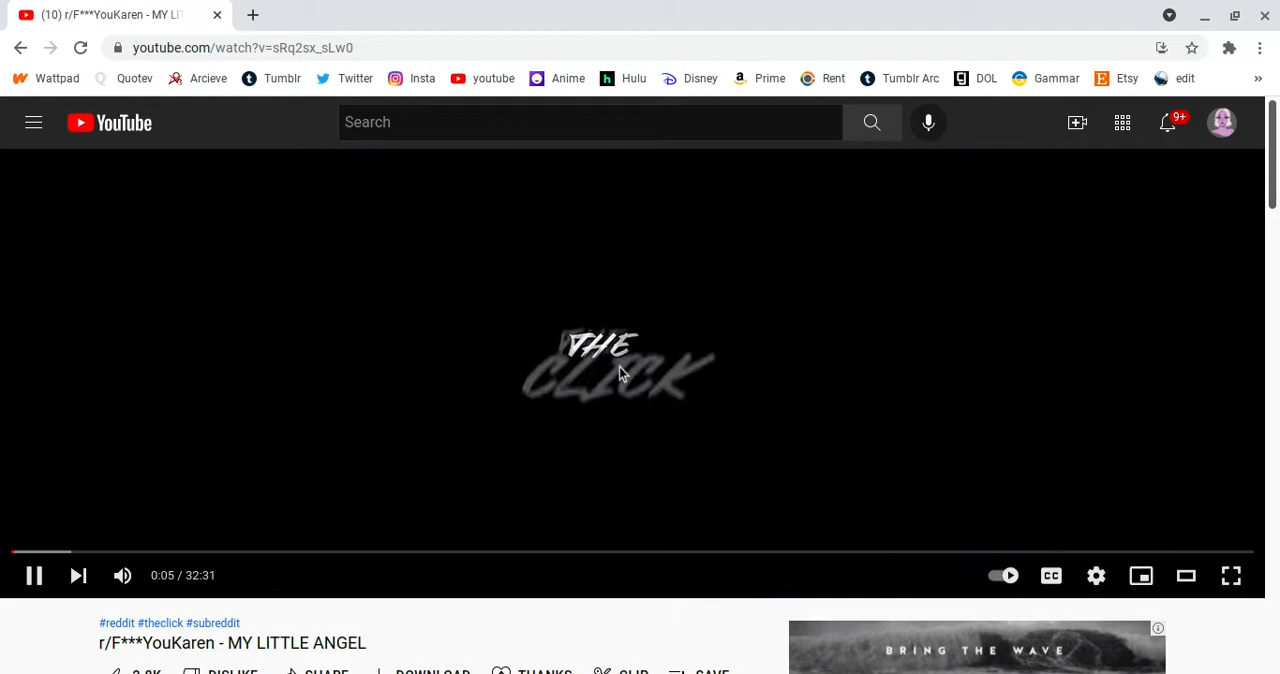 (10) r/F***YouKaren - MY LIT
youtube.com/watch?v=sRq2sx_sLw0
Wattpad Quotev Arcieve Tumblr Twitter Insta youtube Anime Hulu Disney Prime Rent Tumblr Arc DOL Gammar Etsy edit »
YouTube Search 9+
THE
CLICK
0:05 / 32:31 CC
#reddit #theclick #subreddit
r/F***YouKaren - MY LITTLE ANGEL
BRING THE WAVE
DISLIKE SHARE DOWNLOAD THANKS CLIP SAVE